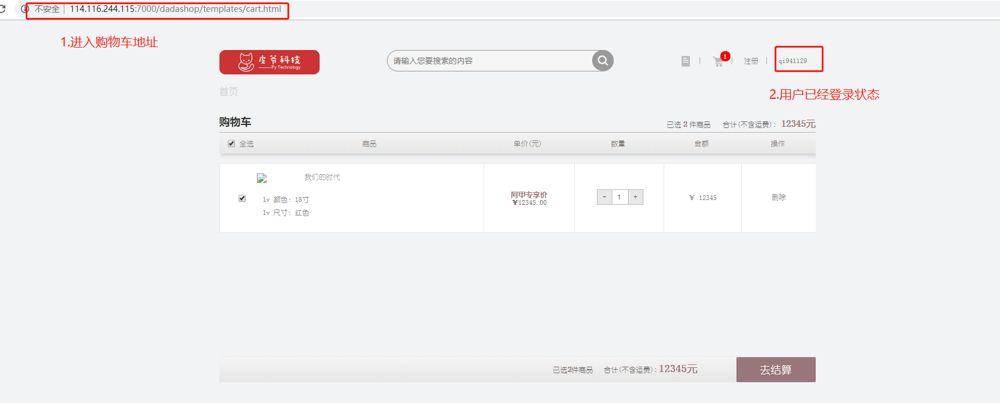 不安全 114.116.244.115:7000/dadashop/templates/cart.html
1.进入购物车地址
皮爷科技
Py Technology
请输入您要搜索的内容
1
注册
qi941129
首页
2.用户已经登录状态
购物车
已选 2 件商品 合计(不含运费): 12345元
全选 商品 单价(元) 数量 金额 操作
我们的时代
lv 颜色: 18寸
lv 尺寸: 红色
阿甲专享价
¥12345.00
- 1 +
¥ 12345
删除
已选2件商品 合计(不含运费):12345元
去结算